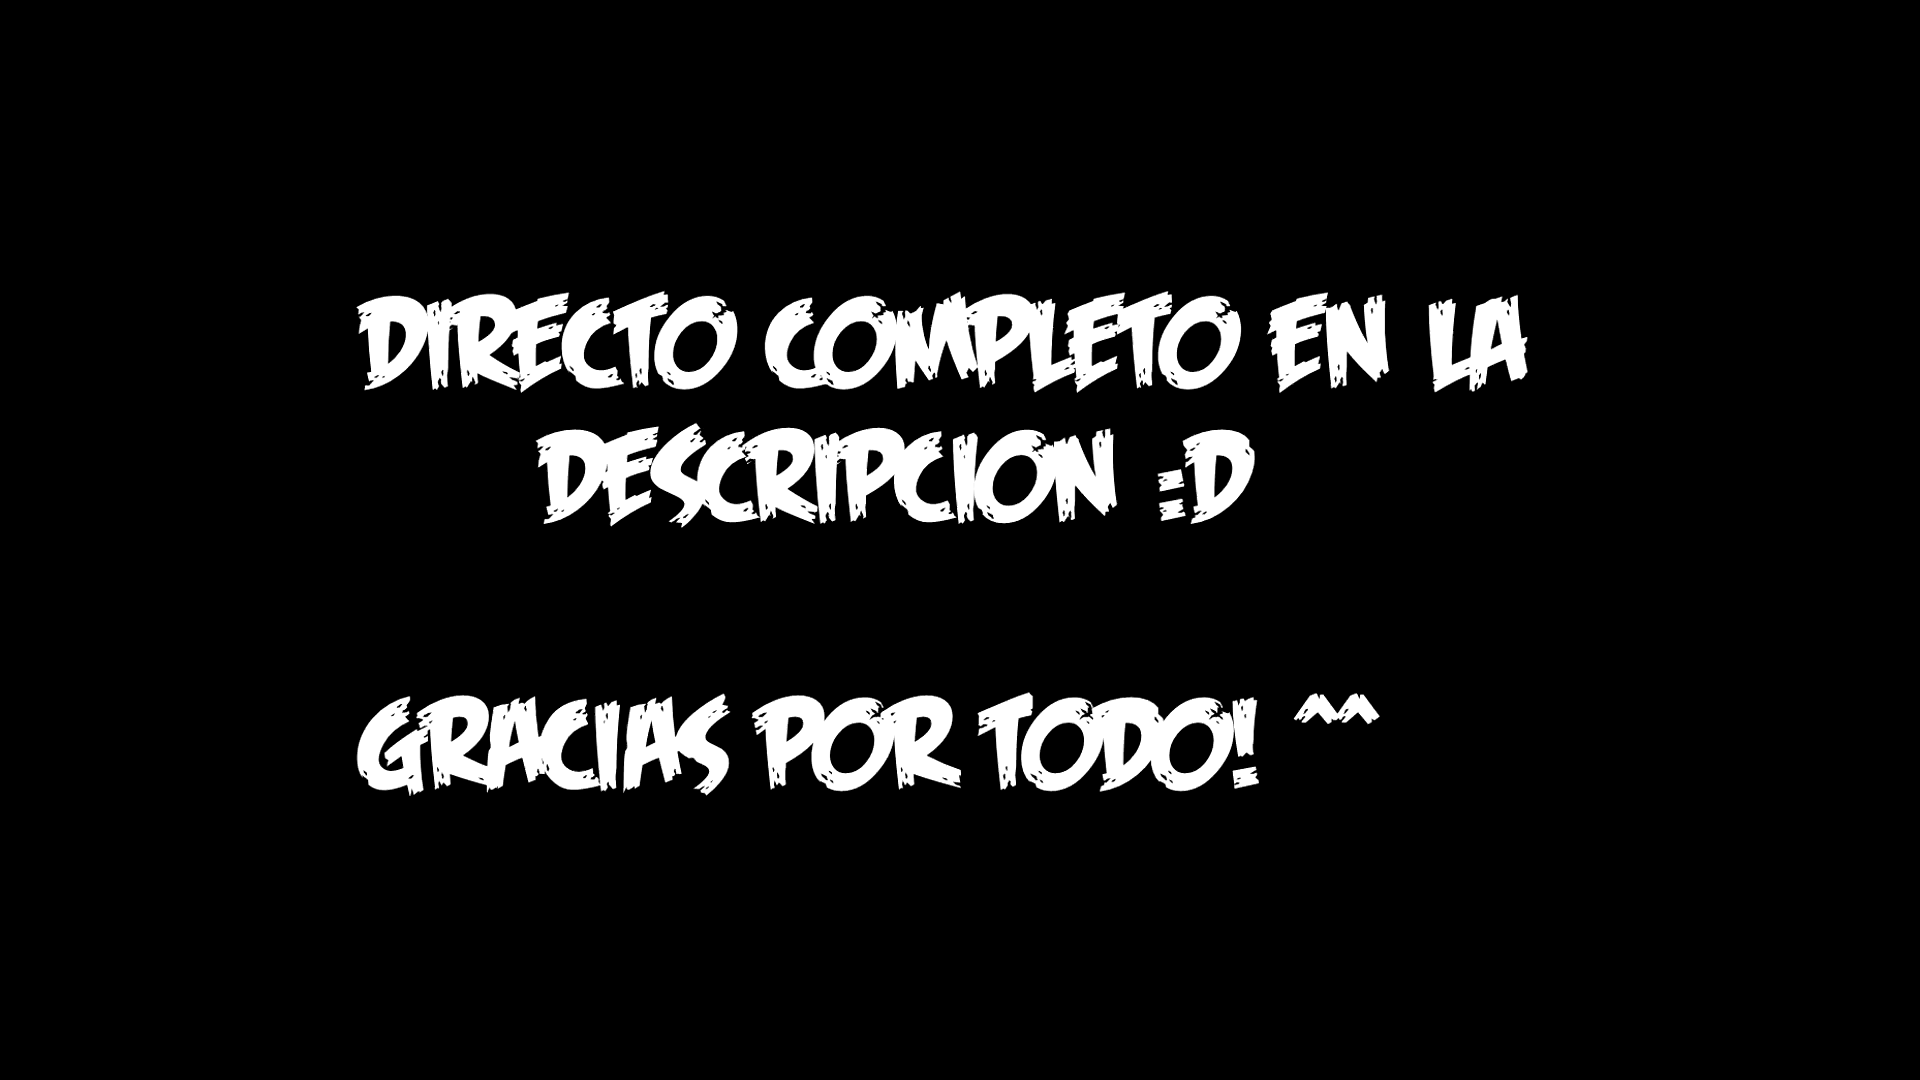 DIRECTO COMPLETO EN LA
DESCRIPCION :D
GRACIAS POR TODO! ^^